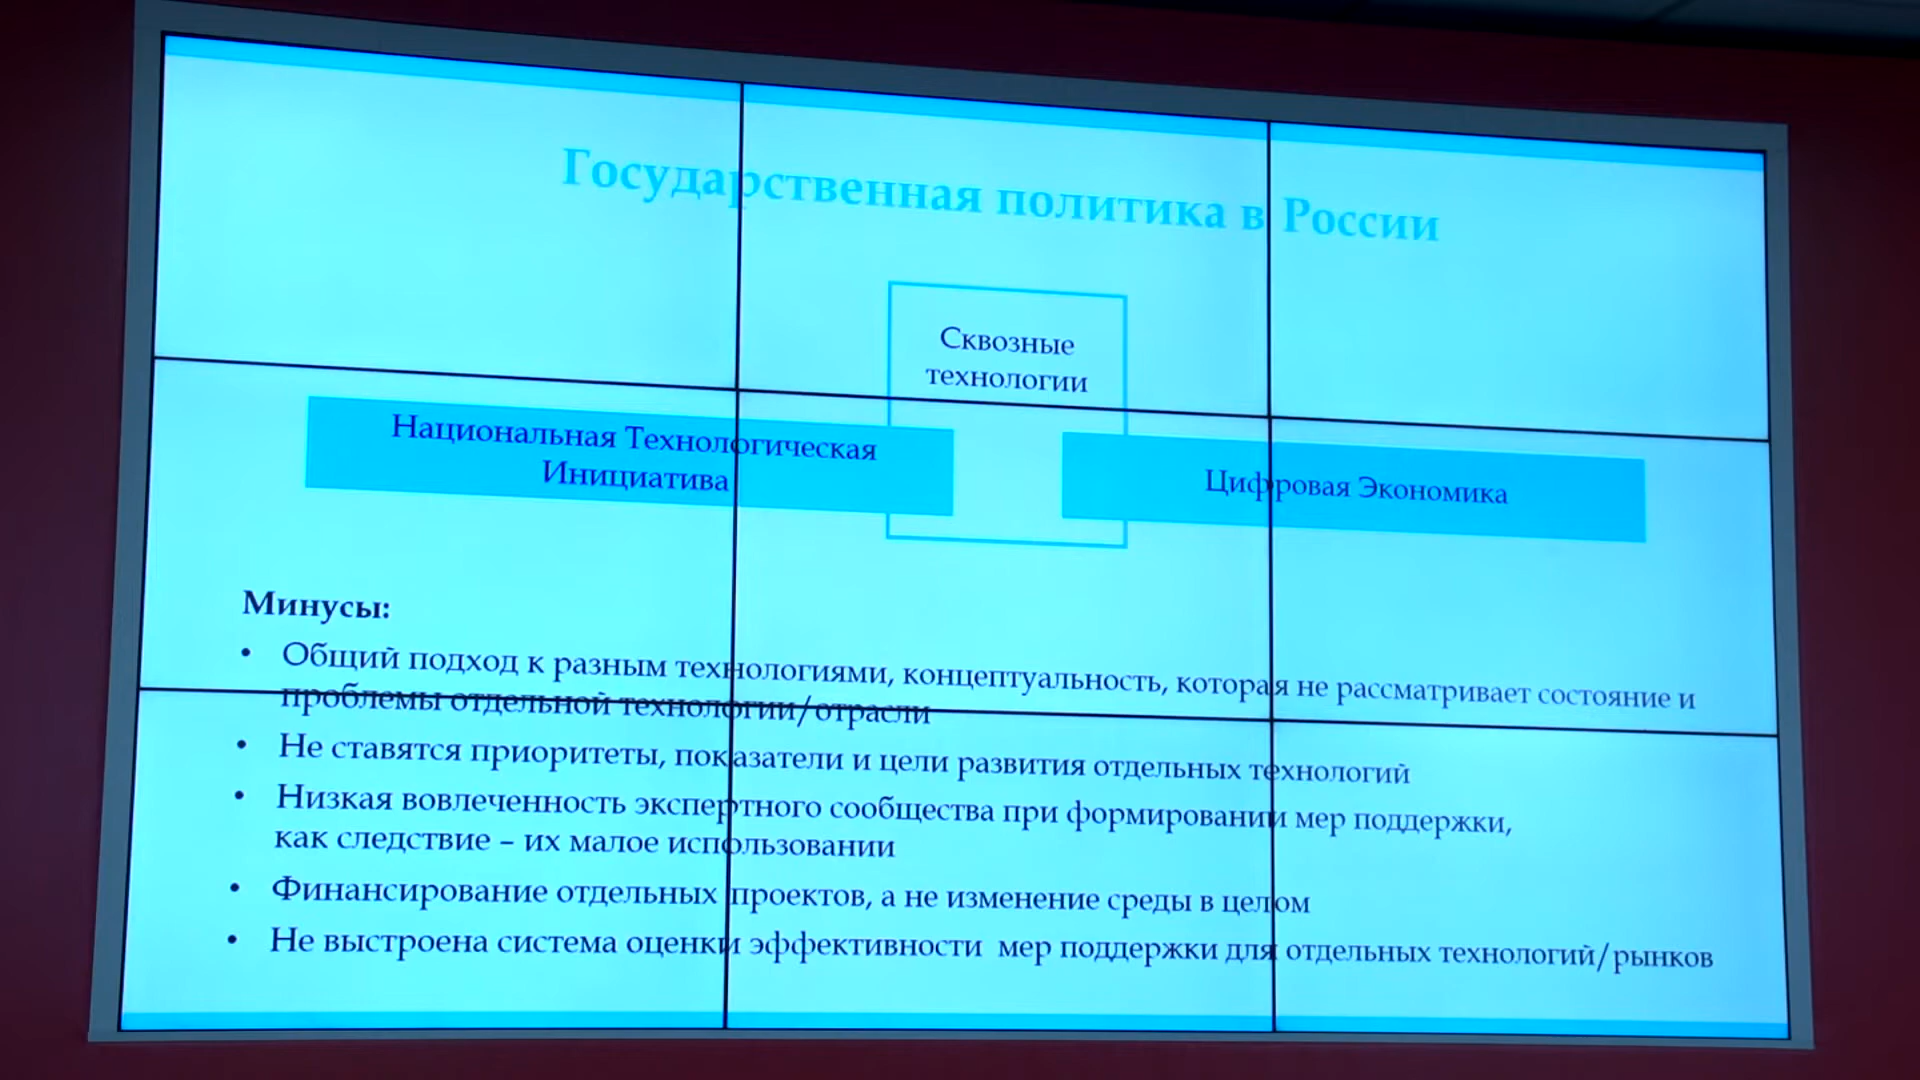 Государственная политика в России
Сквозные
технологии
Национальная Технологическая
Инициатива
Цифровая Экономика
Минусы:
• Общий подход к разным технологиями, концептуальность, которая не рассматривает состояние и
проблемы отдельной технологии/отрасли
• Не ставятся приоритеты, показатели и цели развития отдельных технологий
• Низкая вовлеченность экспертного сообщества при формировании мер поддержки,
как следствие – их малое использовании
• Финансирование отдельных проектов, а не изменение среды в целом
• Не выстроена система оценки эффективности мер поддержки для отдельных технологий/рынков